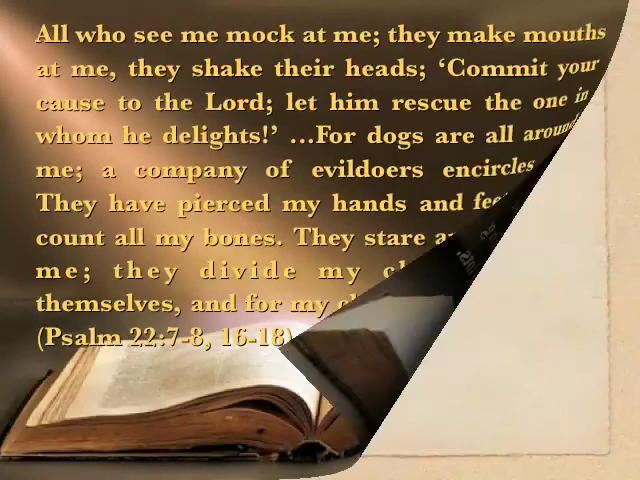 All who see me mock at me; they make mouths
at me, they shake their heads; ‘Commit your
cause to the Lord; let him rescue the one in
whom he delights!’ ...For dogs are all around
me; a company of evildoers encircles
They have pierced my hands and feet
count all my bones. They stare
me; they divide my
themselves, and for my
(Psalm 22:7-8, 16-18)